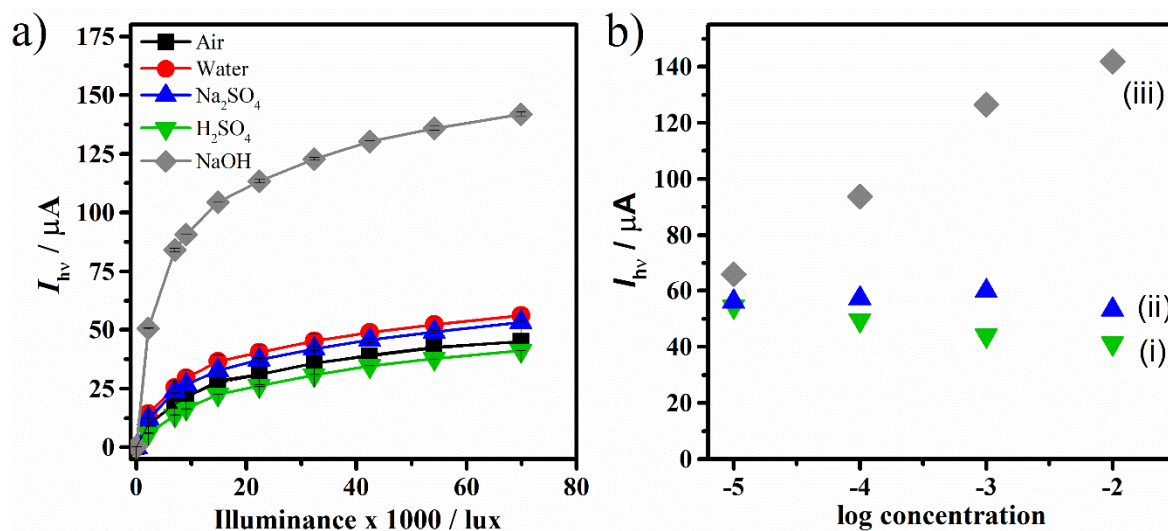 a)
I_hν / μA
175
150
125
100
75
50
25
0
Air
Water
Na₂SO₄
H₂SO₄
NaOH
0 20 40 60 80
Illuminance x 1000 / lux
b)
I_hν / μA
140
120
100
80
60
40
20
0
(iii)
(ii)
(i)
-5 -4 -3 -2
log concentration